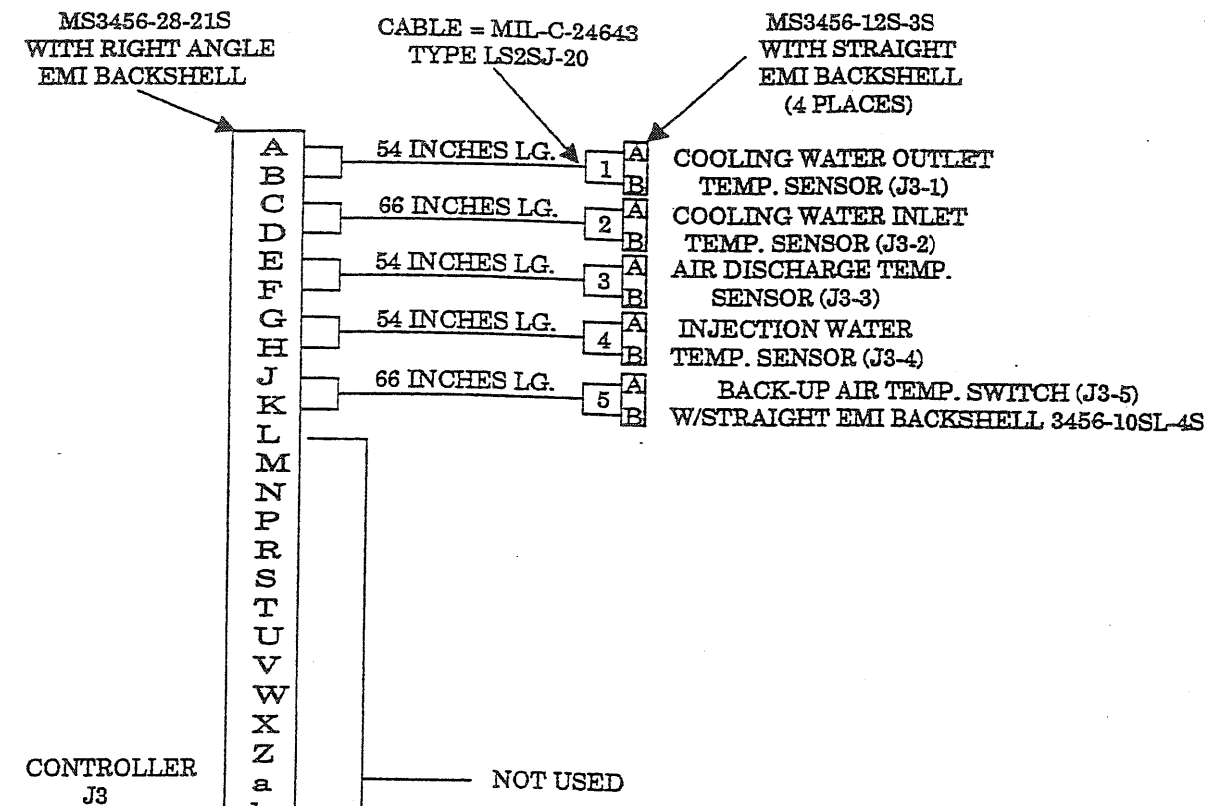 MS3456-28-21S
WITH RIGHT ANGLE
EMI BACKSHELL
CABLE = MIL-C-24643
TYPE LS2SJ-20
MS3456-12S-3S
WITH STRAIGHT
EMI BACKSHELL
(4 PLACES)
A
B
C
D
E
F
G
H
J
K
L
M
N
P
R
S
T
U
V
W
X
Z
a
54 INCHES LG.
1
A
B
COOLING WATER OUTLET
TEMP. SENSOR (J3-1)
66 INCHES LG.
2
A
B
COOLING WATER INLET
TEMP. SENSOR (J3-2)
54 INCHES LG.
3
A
B
AIR DISCHARGE TEMP.
SENSOR (J3-3)
54 INCHES LG.
4
A
B
INJECTION WATER
TEMP. SENSOR (J3-4)
66 INCHES LG.
5
A
B
BACK-UP AIR TEMP. SWITCH (J3-5)
W/STRAIGHT EMI BACKSHELL 3456-10SL-4S
CONTROLLER
J3
NOT USED